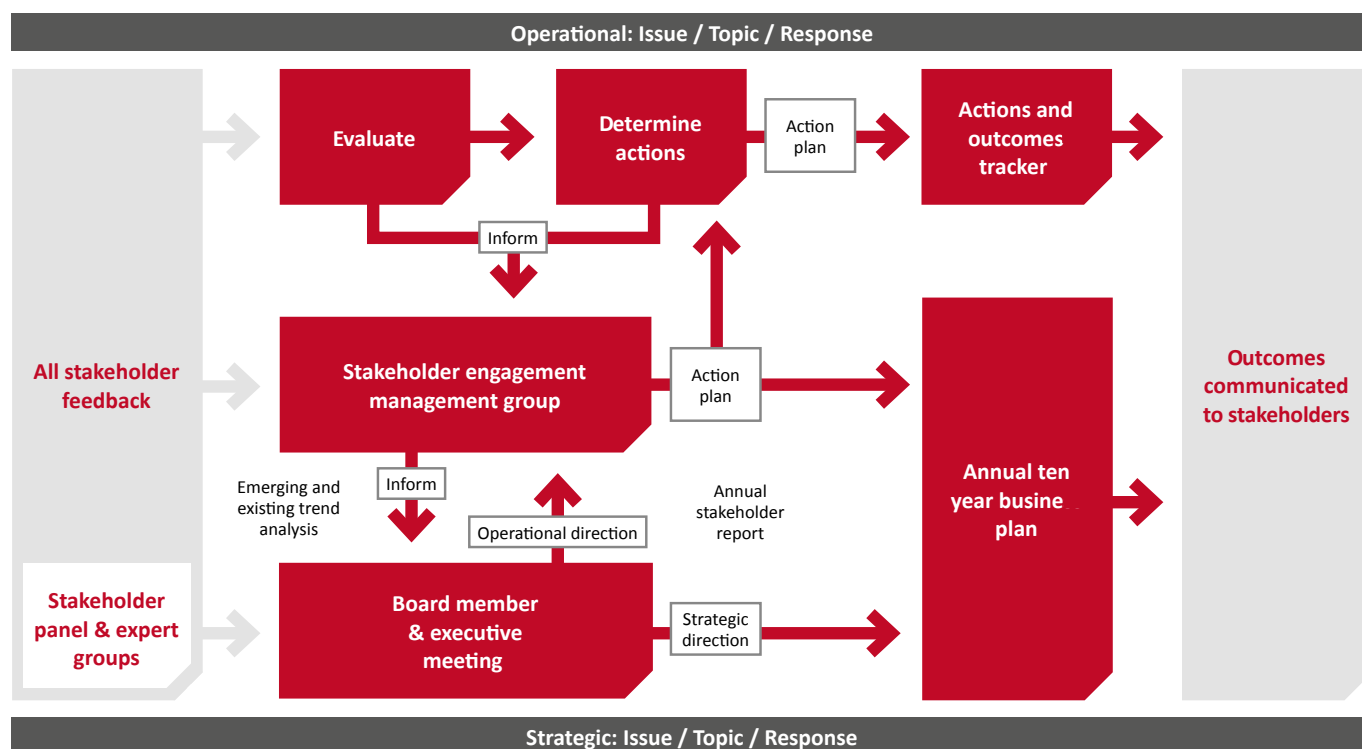 Operational: Issue / Topic / Response
Evaluate
Determine
actions
Action
plan
Actions and
outcomes
tracker
Inform
All stakeholder
feedback
Stakeholder engagement
management group
Action
plan
Outcomes
communicated
to stakeholders
Emerging and
existing trend
analysis
Inform
Operational direction
Annual
stakeholder
report
Annual ten
year
plan
Stakeholder
panel & expert
groups
Board member
& executive
meeting
Strategic
direction
Strategic: Issue / Topic / Response